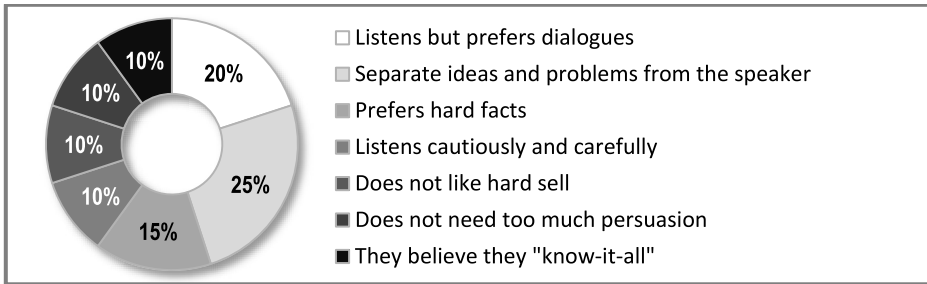 20%
25%
15%
10%
10%
10%
10%
Listens but prefers dialogues
Separate ideas and problems from the speaker
Prefers hard facts
Listens cautiously and carefully
Does not like hard sell
Does not need too much persuasion
They believe they "know-it-all"